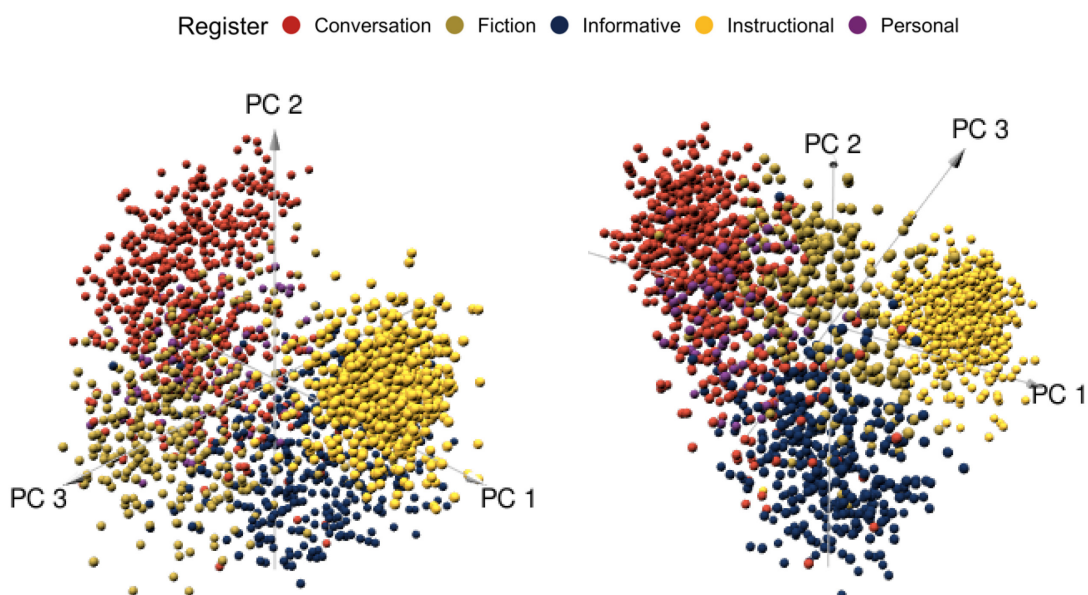 Register Conversation Fiction Informative Instructional Personal
PC 2
PC 3
PC 1
PC 2
PC 3
PC 1